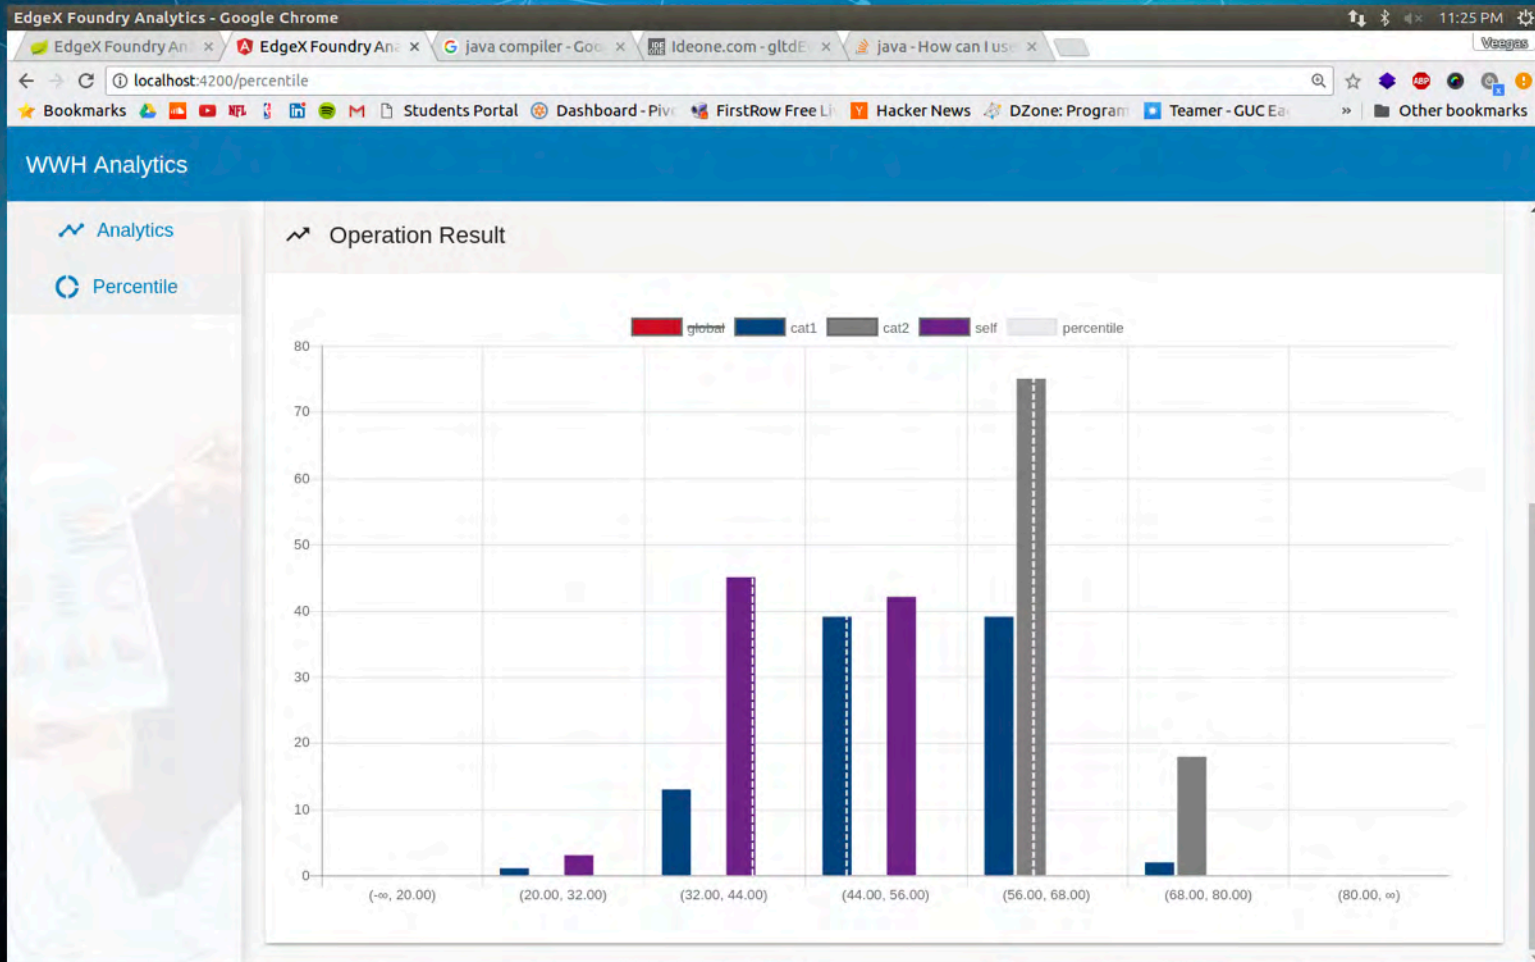 EdgeX Foundry Analytics - Google Chrome
11:25 PM
EdgeX Foundry An
EdgeX Foundry Ana
java compiler - Goo
Ideone.com - gltdE
java - How can I use
Veegas
localhost:4200/percentile
Bookmarks
NFL
Students Portal
Dashboard - Piv
FirstRow Free Li
Hacker News
DZone: Program
Teamer - GUC Ea
»
Other bookmarks
WWH Analytics
Analytics
Percentile
Operation Result
global cat1 cat2 self percentile
80
70
60
50
40
30
20
10
0
(-∞, 20.00) (20.00, 32.00) (32.00, 44.00) (44.00, 56.00) (56.00, 68.00) (68.00, 80.00) (80.00, ∞)